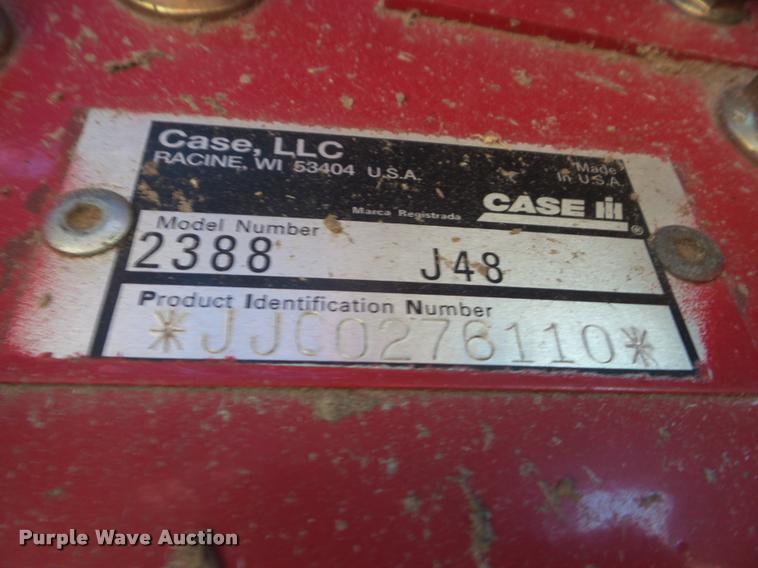 Case, LLC
RACINE, WI 53404 U.S.A.
Made
In U.S.A.
Marca Registrada
CASE IH
®
Model Number
2388 J48
Product Identification Number
*JJC0276110*
Purple Wave Auction